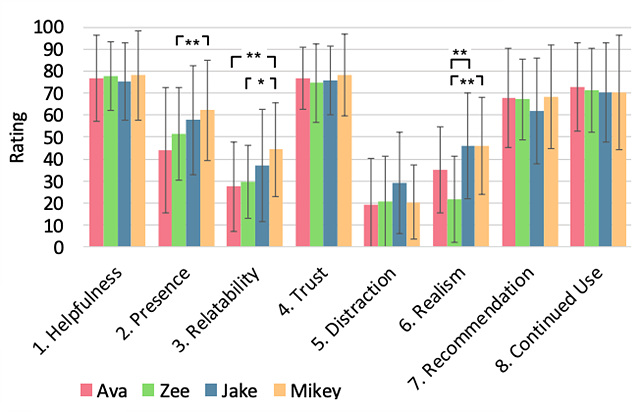 100
90
80
70
60
50
40
30
20
10
0
Rating
**
**
*
**
**
1. Helpfulness
2. Presence
3. Relatability
4. Trust
5. Distraction
6. Realism
7. Recommendation
8. Continued Use
Ava Zee Jake Mikey